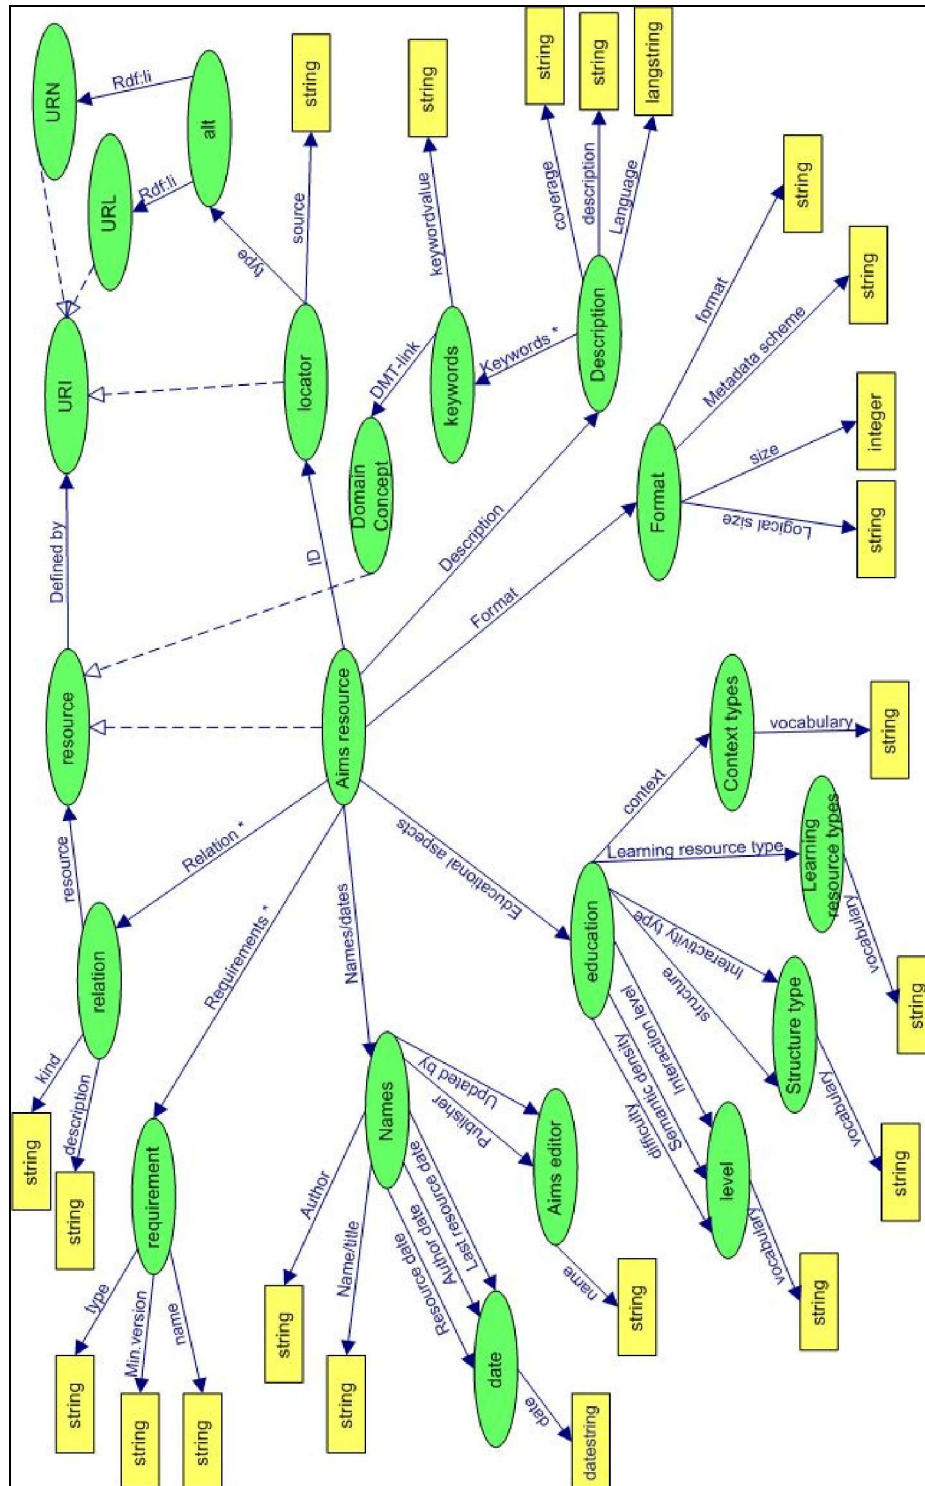 string
string
string
type
Min.version
name
requirement
string
string
kind
description
relation
resource
resource
Defined by
URI
URN
URL
Rdf:li
Rdf:li
alt
type
source
string
locator
ID
Relation *
Requirements *
Names/dates
Educational aspects
Aims resource
Description
Format
Domain
Concept
DMT-link
keywords
keywordvalue
string
Keywords *
Description
coverage
description
Language
string
string
langstring
Format
format
Metadata scheme
size
Logical size
string
string
integer
string
Names
Author
Name/title
Resource date
Author date
Last resource date
Publisher
Updated by
string
string
date
date
datestring
Aims editor
name
string
education
context
Learning resource type
Interactivity type
structure
Interaction level
Semantic density
difficulty
Context types
vocabulary
string
Learning
resource types
vocabulary
string
Structure type
vocabulary
string
level
vocabulary
string